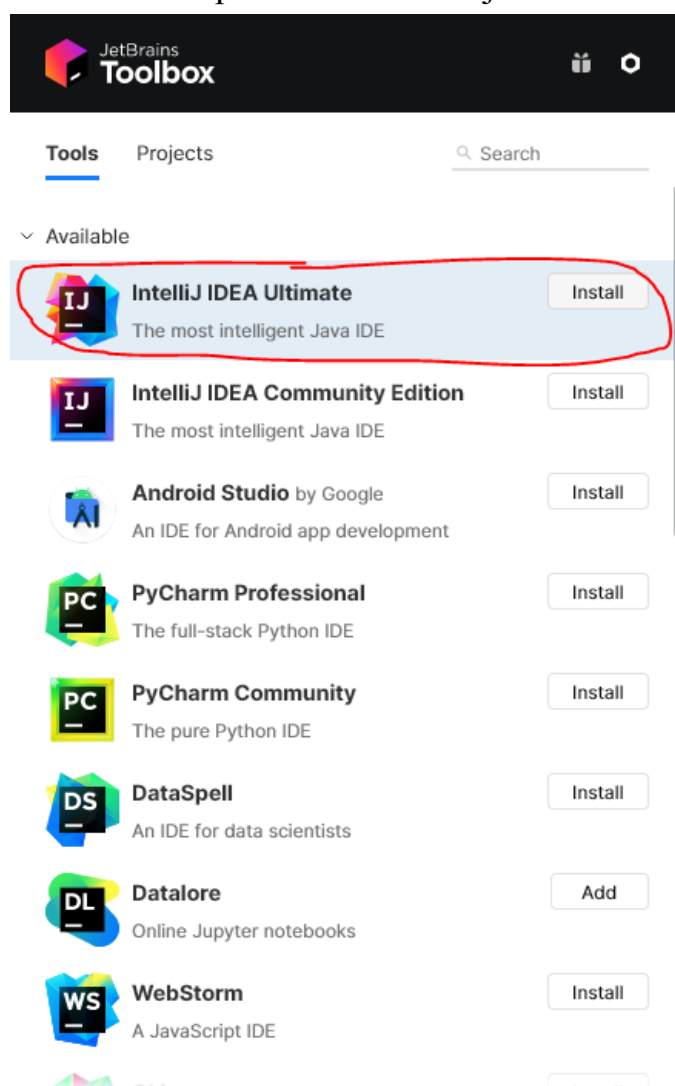 JetBrains
Toolbox
Tools Projects Search
Available
IJ IntelliJ IDEA Ultimate Install
The most intelligent Java IDE
IJ IntelliJ IDEA Community Edition Install
The most intelligent Java IDE
Android Studio by Google Install
An IDE for Android app development
PC PyCharm Professional Install
The full-stack Python IDE
PC PyCharm Community Install
The pure Python IDE
DS DataSpell Install
An IDE for data scientists
DL Datalore Add
Online Jupyter notebooks
WS WebStorm Install
A JavaScript IDE